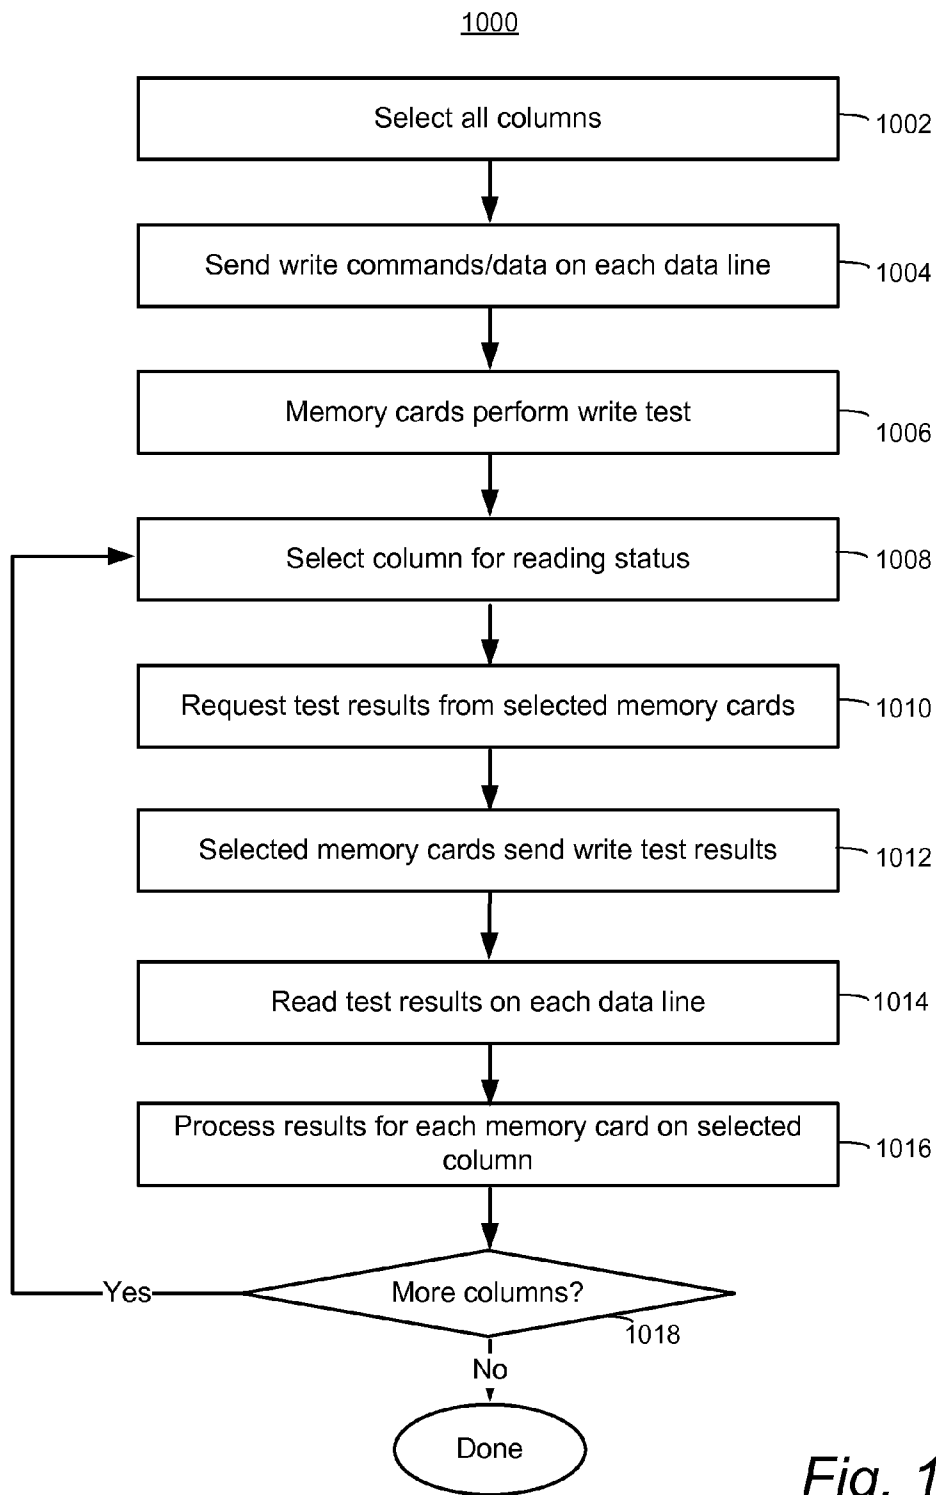 1000
Select all columns
1002
Send write commands/data on each data line
1004
Memory cards perform write test
1006
Select column for reading status
1008
Request test results from selected memory cards
1010
Selected memory cards send write test results
1012
Read test results on each data line
1014
Process results for each memory card on selected
column
1016
More columns?
Yes
1018
No
Done
Fig. 1